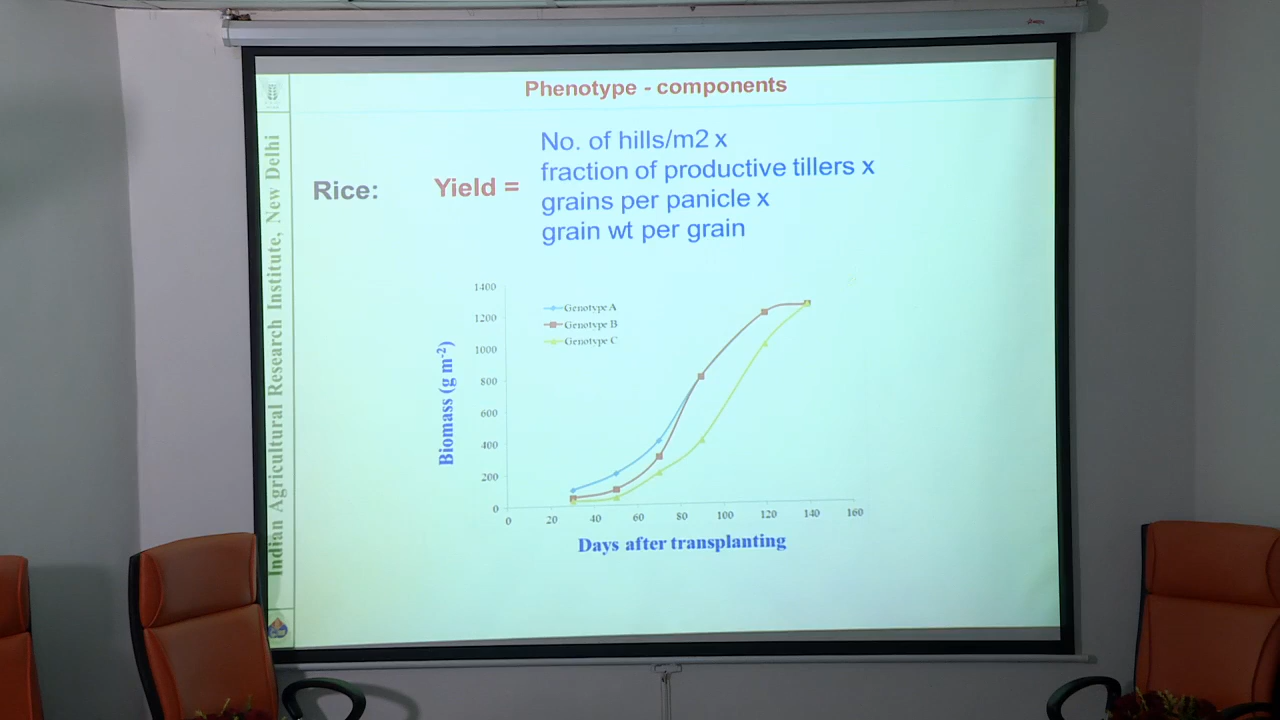 Phenotype - components
Indian Agricultural Research Institute, New Delhi
No. of hills/m2 x
fraction of productive tillers x
Rice: Yield =
grains per panicle x
grain wt per grain
1400
1200
1000
800
600
400
200
0
Genotype A
Genotype B
Genotype C
Biomass (g m-2)
0 20 40 60 80 100 120 140 160
Days after transplanting